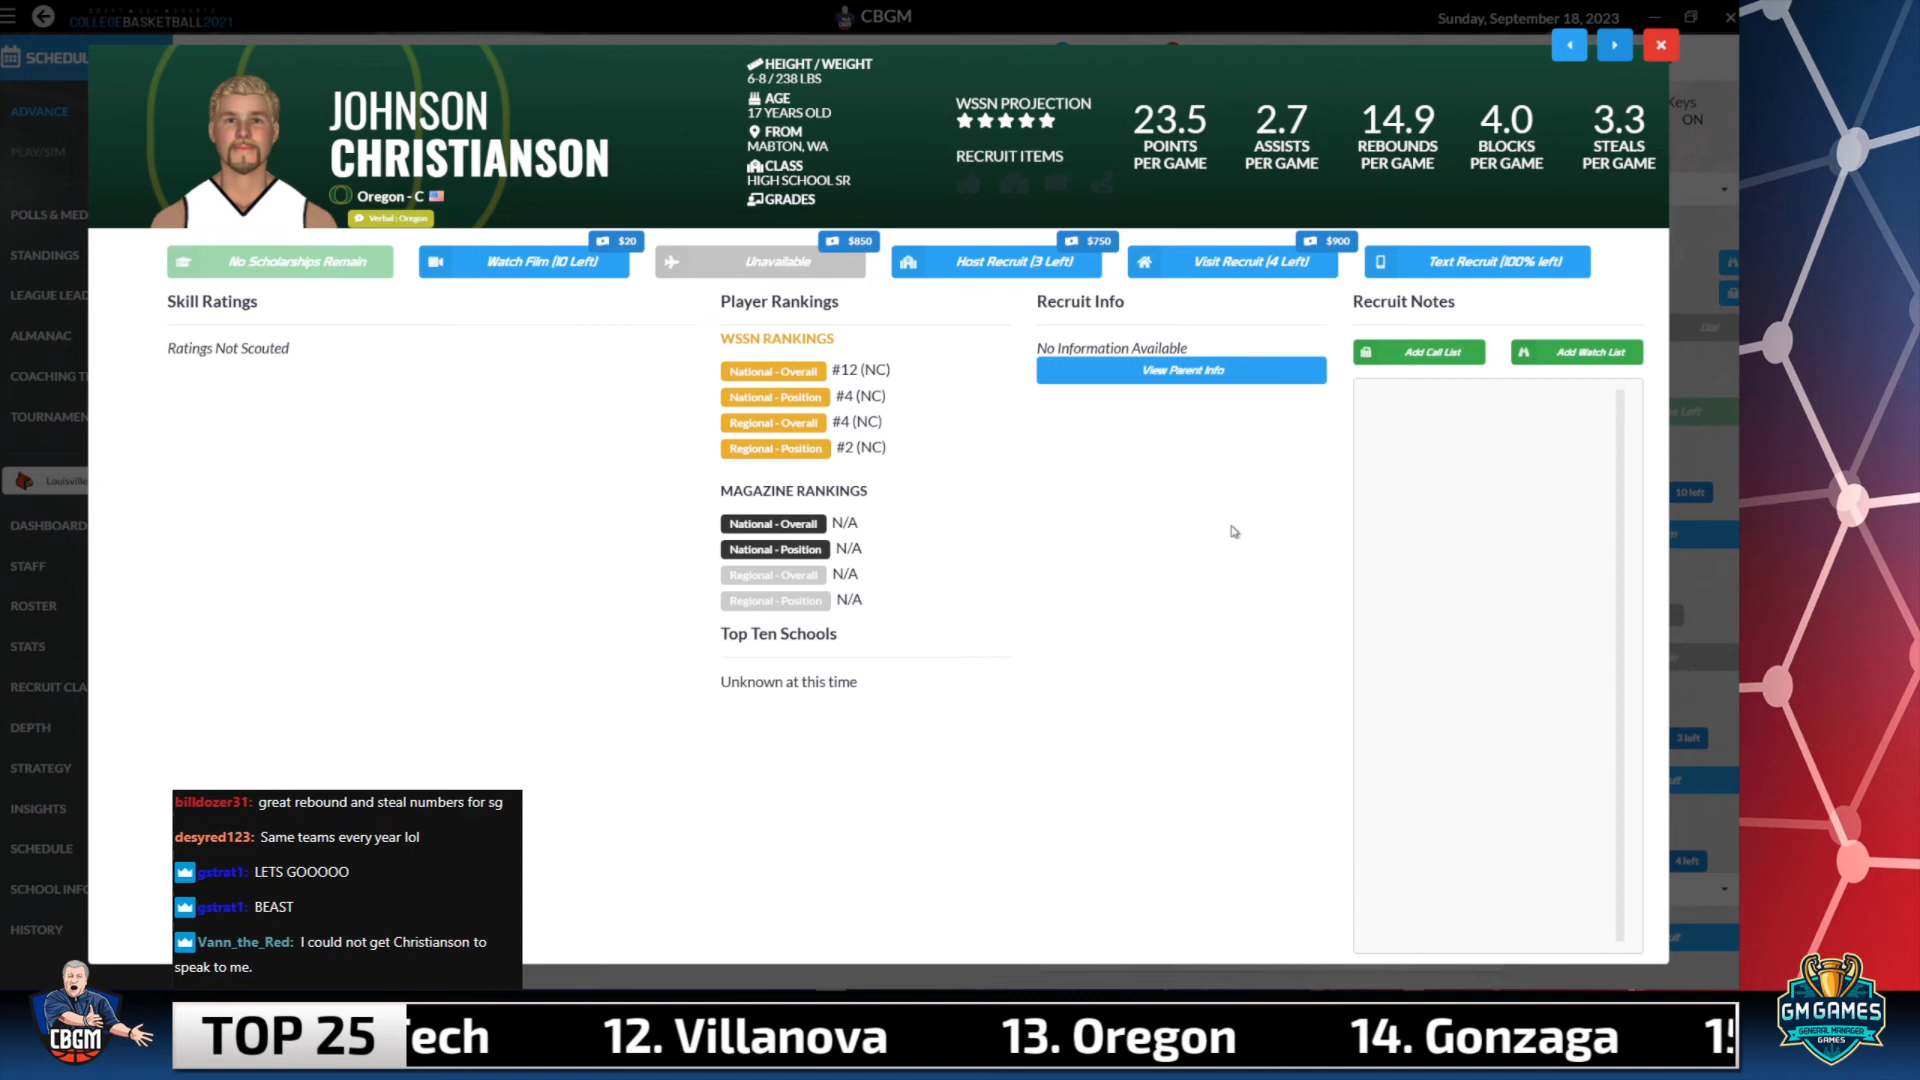 COLLEGEBASKETBALL2021
CBGM
Sunday, September 18, 2023
SCHEDUL
ADVANCE
PLAY/SIM
POLLS & MED
STANDINGS
LEAGUE LEAD
ALMANAC
COACHING T
TOURNAMEN
Louisville
DASHBOARD
STAFF
ROSTER
STATS
RECRUIT CLA
DEPTH
STRATEGY
INSIGHTS
SCHEDULE
SCHOOL INFO
HISTORY
JOHNSON
CHRISTIANSON
Oregon - C
Verbal : Oregon
HEIGHT / WEIGHT
6-8 / 238 LBS
AGE
17 YEARS OLD
FROM
MABTON, WA
CLASS
HIGH SCHOOL SR
GRADES
WSSN PROJECTION
RECRUIT ITEMS
23.5
POINTS
PER GAME
2.7
ASSISTS
PER GAME
14.9
REBOUNDS
PER GAME
4.0
BLOCKS
PER GAME
3.3
STEALS
PER GAME
Keys
ON
No Scholarships Remain
$20
Watch Film (10 Left)
$850
Unavailable
$750
Host Recruit (3 Left)
$900
Visit Recruit (4 Left)
Text Recruit (100% left)
Skill Ratings
Ratings Not Scouted
Player Rankings
WSSN RANKINGS
National - Overall #12 (NC)
National - Position #4 (NC)
Regional - Overall #4 (NC)
Regional - Position #2 (NC)
MAGAZINE RANKINGS
National - Overall N/A
National - Position N/A
Regional - Overall N/A
Regional - Position N/A
Top Ten Schools
Unknown at this time
Recruit Info
No Information Available
View Parent Info
Recruit Notes
Add Call List
Add Watch List
Dial
10 left
3 left
4 left
billdozer31: great rebound and steal numbers for sg
desyred123: Same teams every year lol
gstrat1: LETS GOOOOO
gstrat1: BEAST
Vann_the_Red: I could not get Christianson to
speak to me.
CBGM
TOP 25
Tech
12. Villanova
13. Oregon
14. Gonzaga
15
GM GAMES
GENERAL MANAGER
GAMES